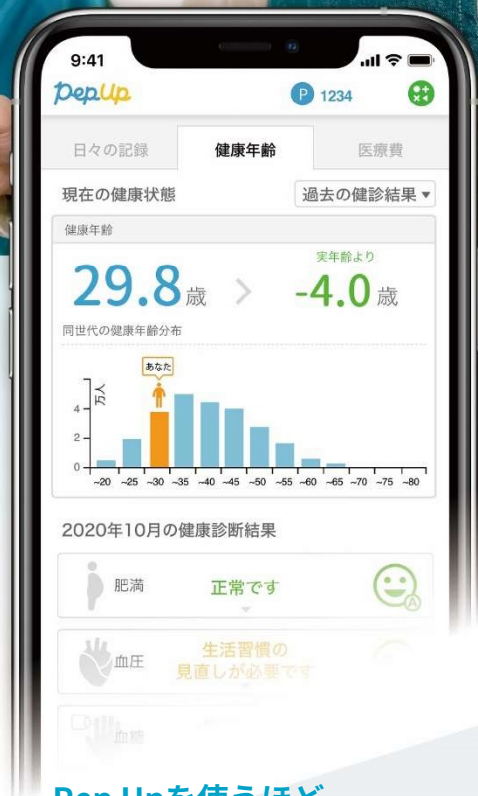 9:41
PepUp
P 1234
日々の記録 健康年齢 医療費
現在の健康状態 過去の健診結果 ▾
健康年齢
実年齢より
29.8歳 > -4.0歳
同世代の健康年齢分布
あなた
万人
4
2
0
~20 ~25 ~30 ~35 ~40 ~45 ~50 ~55 ~60 ~65 ~70 ~75 ~80
2020年10月の健康診断結果
肥満 正常です A
血圧 生活習慣の
見直しが必要です
血糖
Pep Upを使うほど